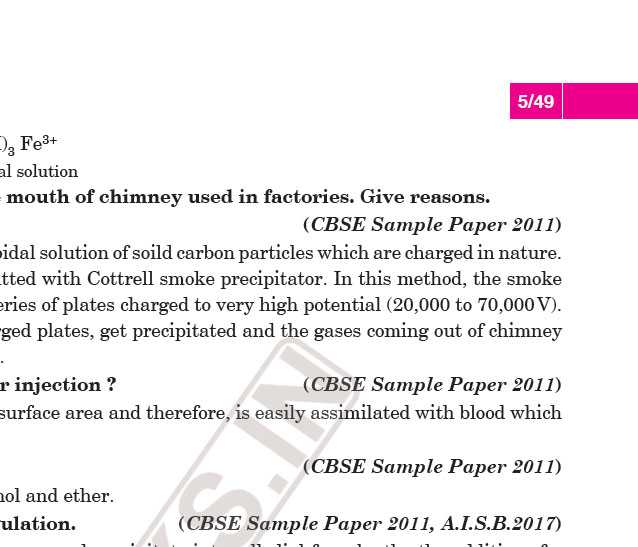 5/49
)₃ Fe³⁺
al solution
mouth of chimney used in factories. Give reasons.
(CBSE Sample Paper 2011)
oidal solution of soild carbon particles which are charged in nature.
tted with Cottrell smoke precipitator. In this method, the smoke
eries of plates charged to very high potential (20,000 to 70,000V).
rged plates, get precipitated and the gases coming out of chimney
.
r injection ? (CBSE Sample Paper 2011)
surface area and therefore, is easily assimilated with blood which
(CBSE Sample Paper 2011)
nol and ether.
ulation. (CBSE Sample Paper 2011, A.I.S.B.2017)
KS.IN